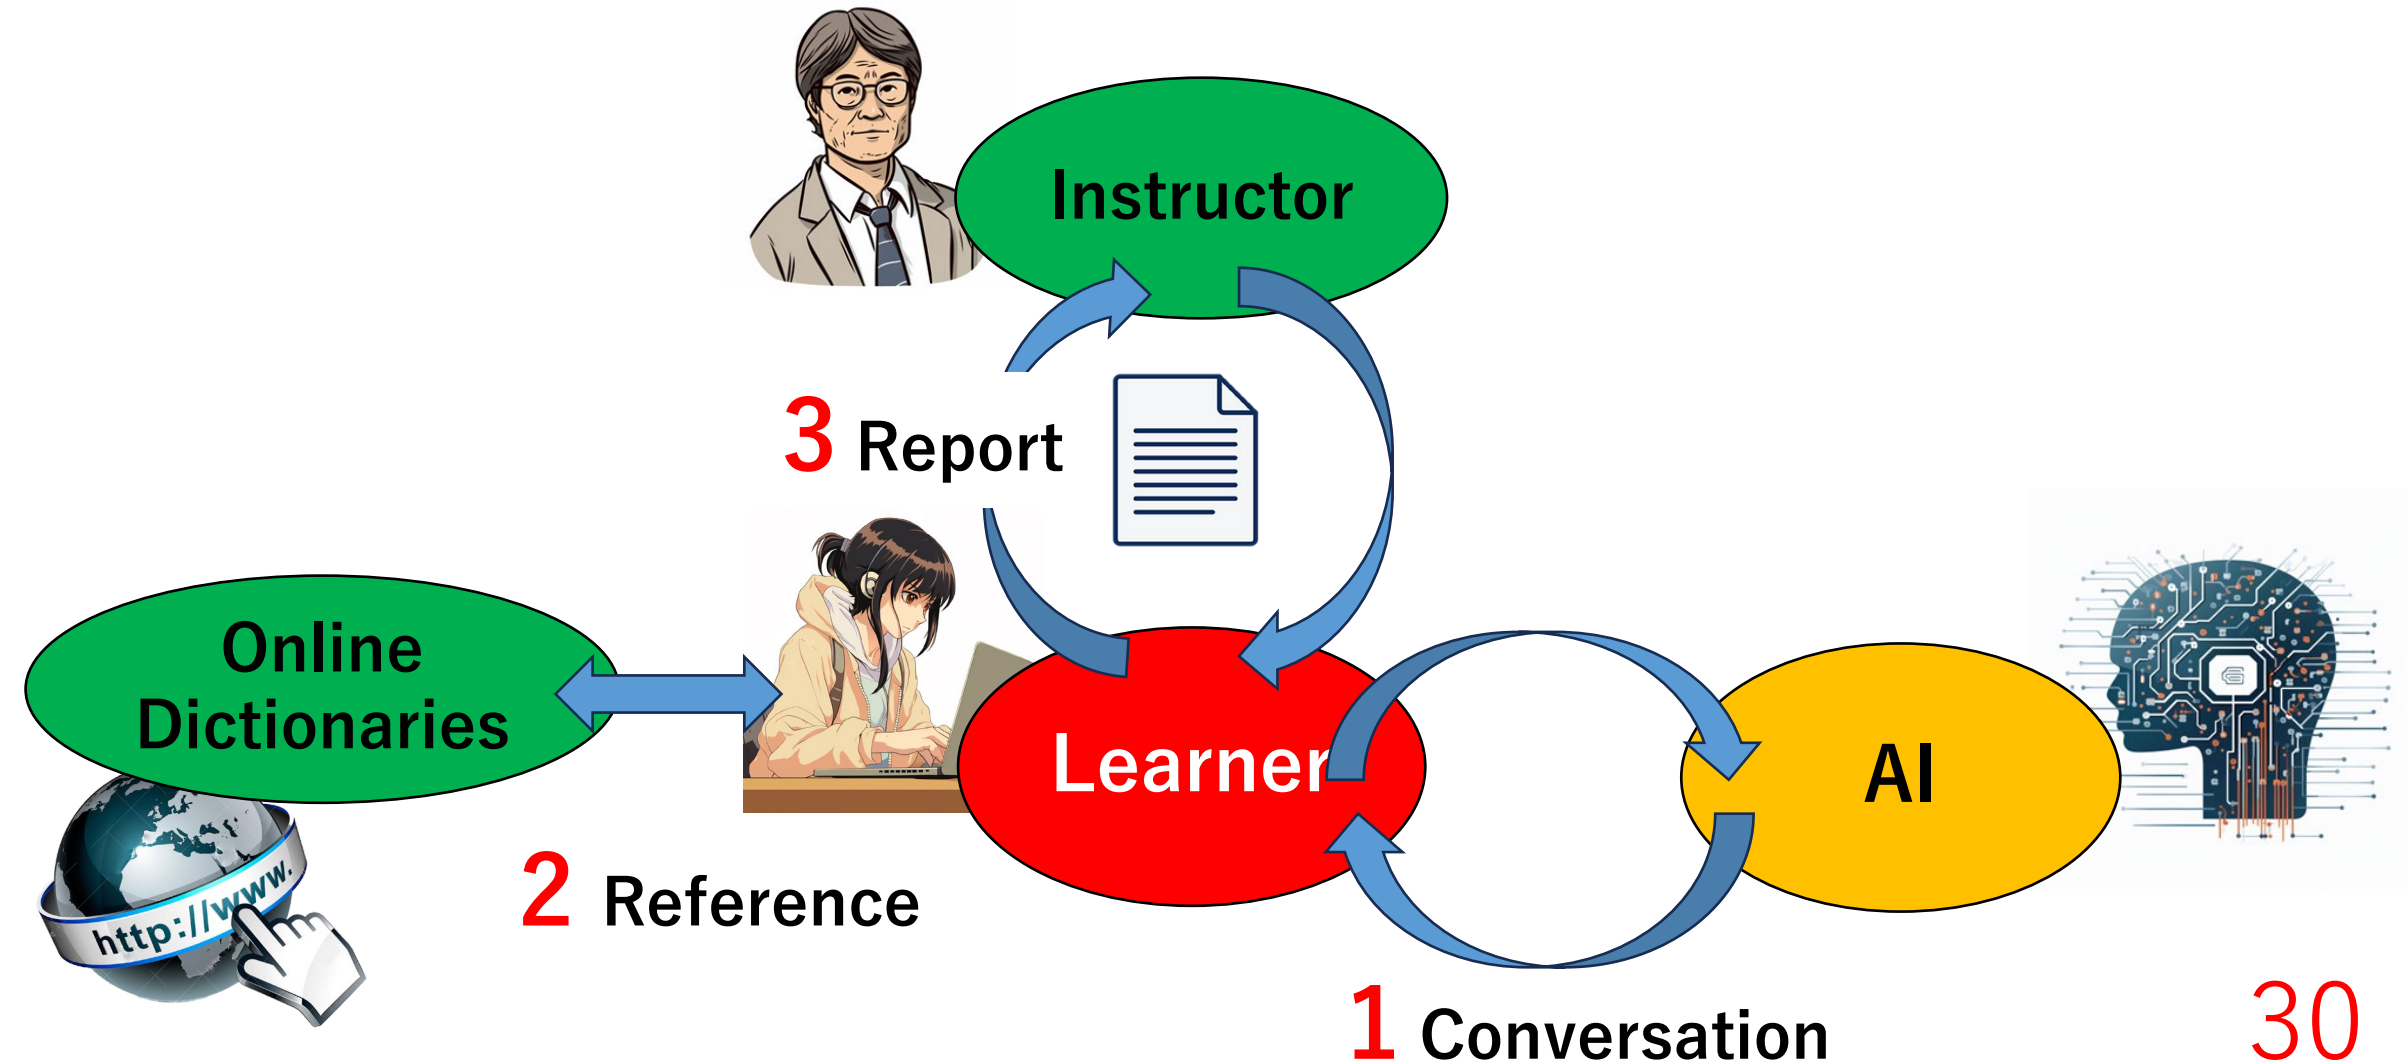 Instructor
3 Report
Online
Dictionaries
Learner
AI
http://www.
2 Reference
1 Conversation
30